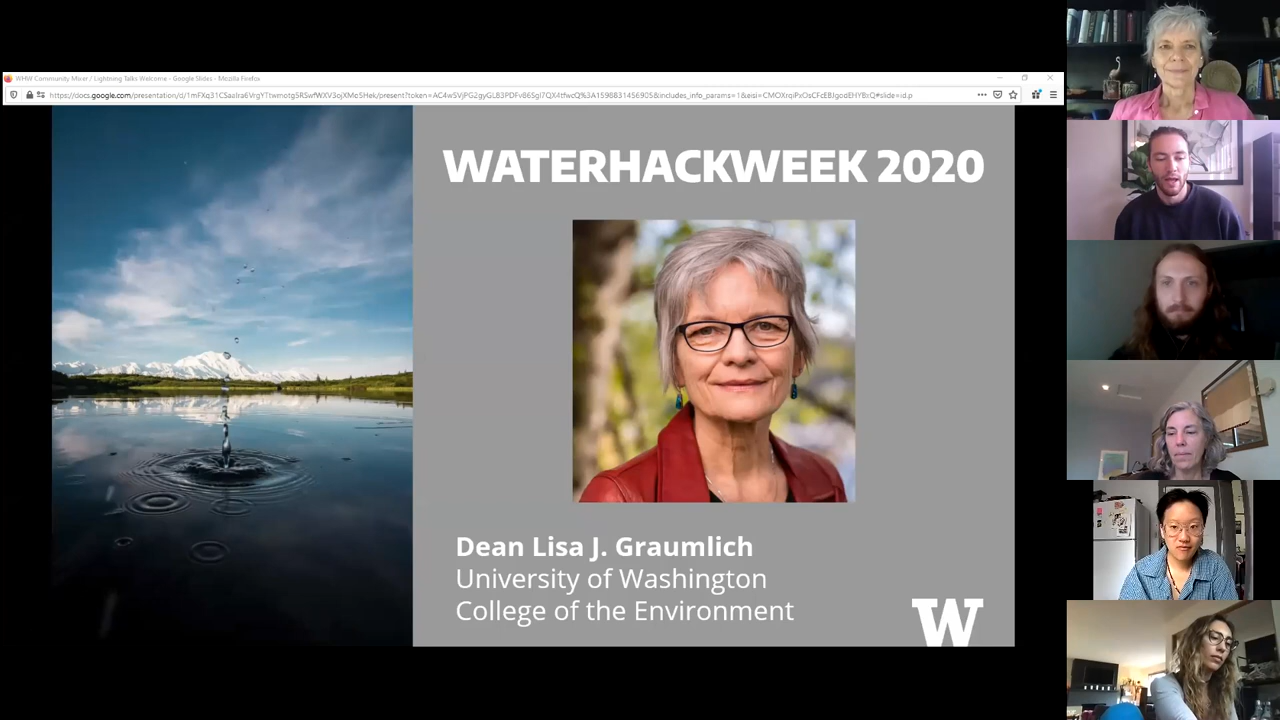 WHW Community Mixer / Lightning Talks Welcome - Google Slides - Mozilla Firefox
WATERHACKWEEK 2020
Dean Lisa J. Graumlich
University of Washington
College of the Environment
W